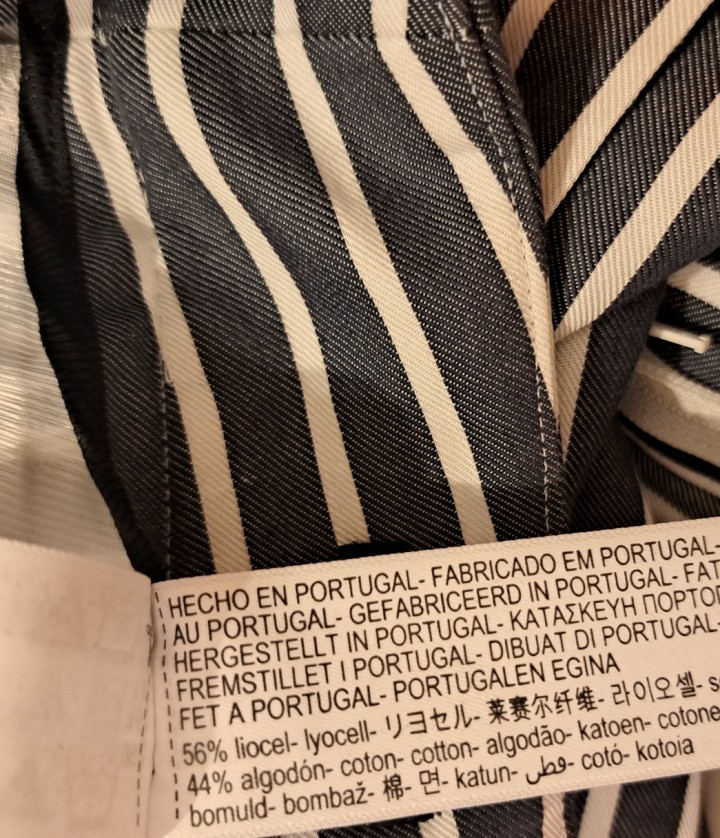 HECHO EN PORTUGAL- FABRICADO EM PORTUGAL-
AU PORTUGAL- GEFABRICEERD IN PORTUGAL- FAT
HERGESTELLT IN PORTUGAL- ΚΑΤΑΣΚΕΥΗ ΠΟΡΤΟΓ
FREMSTILLET I PORTUGAL- DIBUAT DI PORTUGAL-
FET A PORTUGAL- PORTUGALEN EGINA
56% liocel- lyocell- リヨセル- 莱赛尔纤维- 라이오셀-
44% algodón- coton- cotton- algodão- katoen- cotone
bomuld- bombaž- 棉- 면- katun- قطن- cotó- kotoia